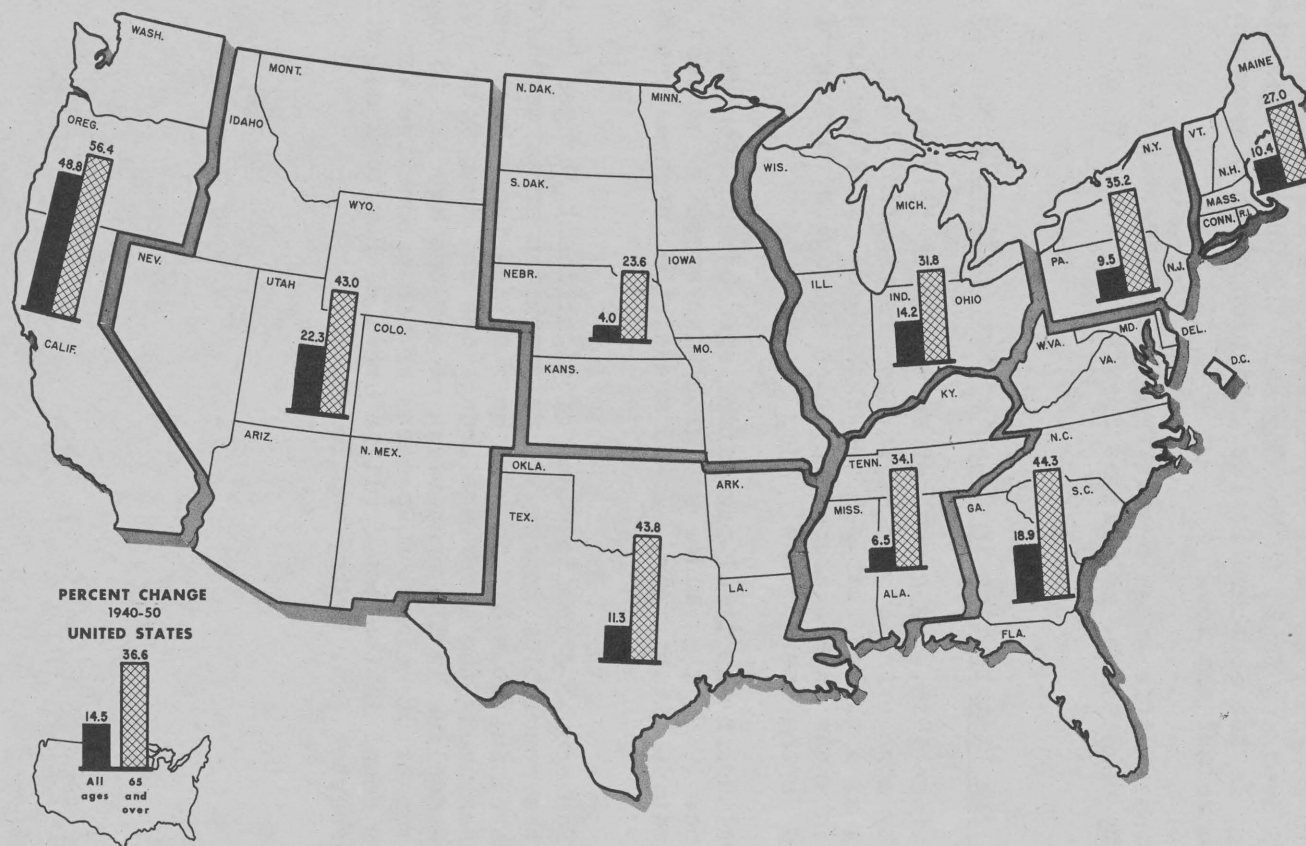 WASH.
MONT.
N. DAK.
MINN.
MAINE
27.0
OREG.
IDAHO
VT.
N.Y.
10.4
56.4
48.8
S. DAK.
WIS.
N.H.
WYO.
MICH.
35.2
MASS.
CONN.
R.I.
NEV.
UTAH
43.0
NEBR.
23.6
IOWA
ILL.
31.8
IND.
OHIO
PA.
9.5
N.J.
22.3
COLO.
4.0
14.2
CALIF.
MO.
W.VA.
MD.
DEL.
VA.
D.C.
KANS.
KY.
ARIZ.
N. MEX.
N.C.
OKLA.
TENN.
34.1
44.3
ARK.
S.C.
TEX.
43.8
MISS.
GA.
6.5
18.9
LA.
ALA.
11.3
FLA.
PERCENT CHANGE
1940-50
UNITED STATES
36.6
14.5
All
ages
65
and
over